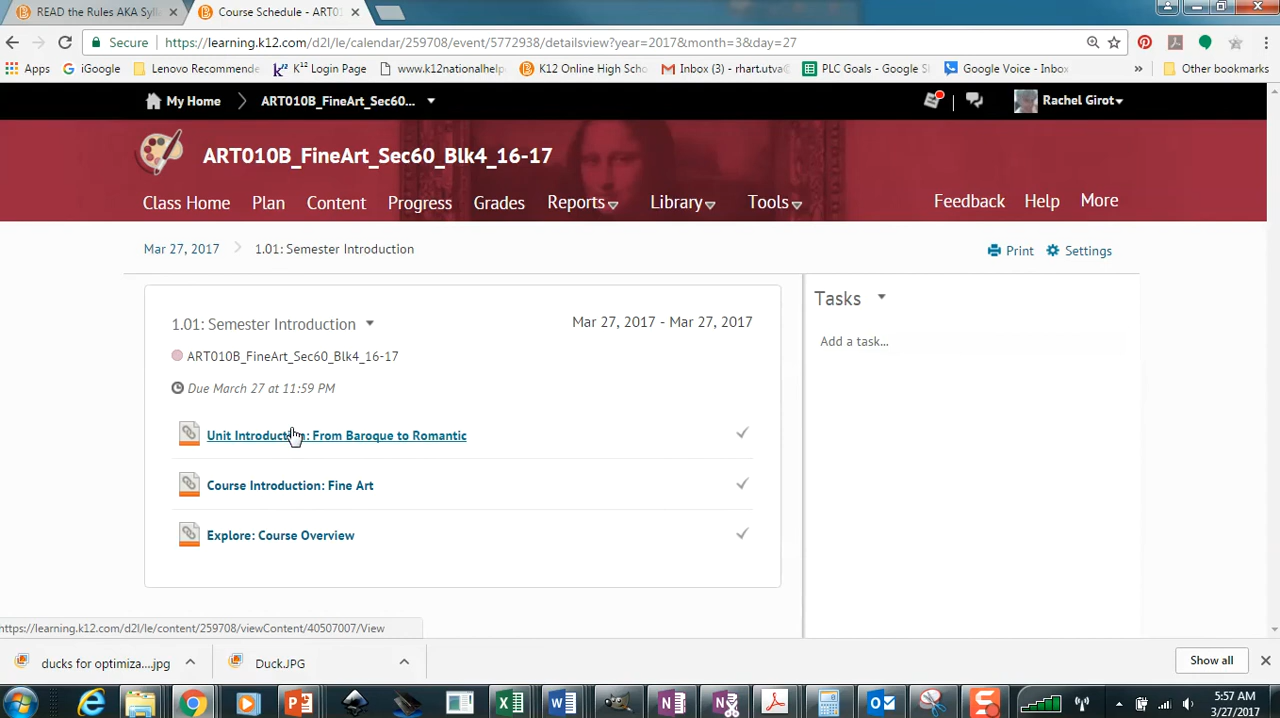 READ the Rules AKA Sylla
Course Schedule - ART01
Secure
https://learning.k12.com/d2l/le/calendar/259708/event/5772938/detailsview?year=2017&month=3&day=27
Apps
iGoogle
Lenovo Recommende
K12 Login Page
www.k12nationalhelp
K12 Online High Scho
Inbox (3) - rhart.utva@
PLC Goals - Google S
Google Voice - Inbox
»
Other bookmarks
My Home
ART010B_FineArt_Sec60...
Rachel Girot
ART010B_FineArt_Sec60_Blk4_16-17
Class Home
Plan
Content
Progress
Grades
Reports
Library
Tools
Feedback
Help
More
Mar 27, 2017
1.01: Semester Introduction
Print
Settings
1.01: Semester Introduction
Mar 27, 2017 - Mar 27, 2017
ART010B_FineArt_Sec60_Blk4_16-17
Due March 27 at 11:59 PM
Unit Introduction: From Baroque to Romantic
Course Introduction: Fine Art
Explore: Course Overview
Tasks
Add a task...
https://learning.k12.com/d2l/le/content/259708/viewContent/40507007/View
ducks for optimiza....jpg
Duck.JPG
Show all
5:57 AM
3/27/2017